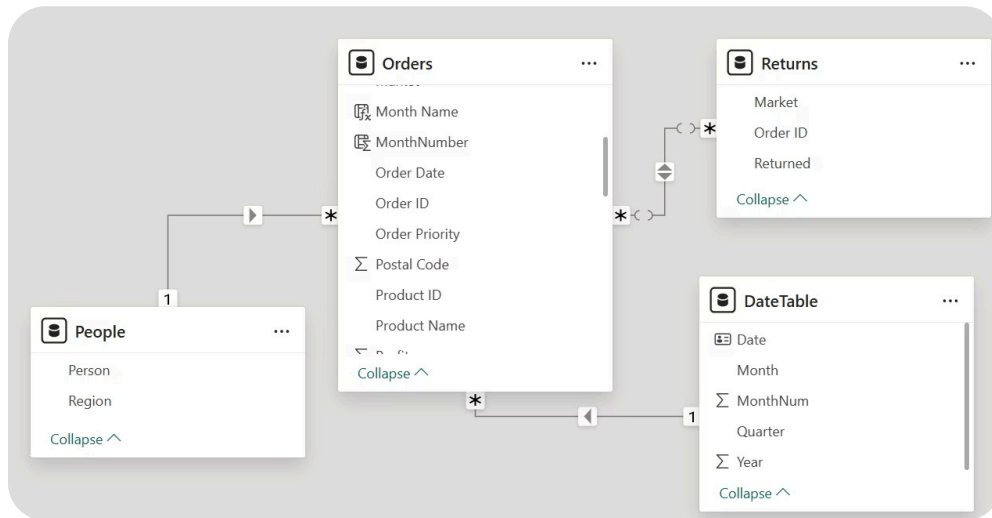 Orders
Month Name
MonthNumber
Order Date
Order ID
Order Priority
Σ Postal Code
Product ID
Product Name
Collapse
Returns
Market
Order ID
Returned
Collapse
*
*
*
1
People
Person
Region
Collapse
*
1
DateTable
Date
Month
Σ MonthNum
Quarter
Σ Year
Collapse